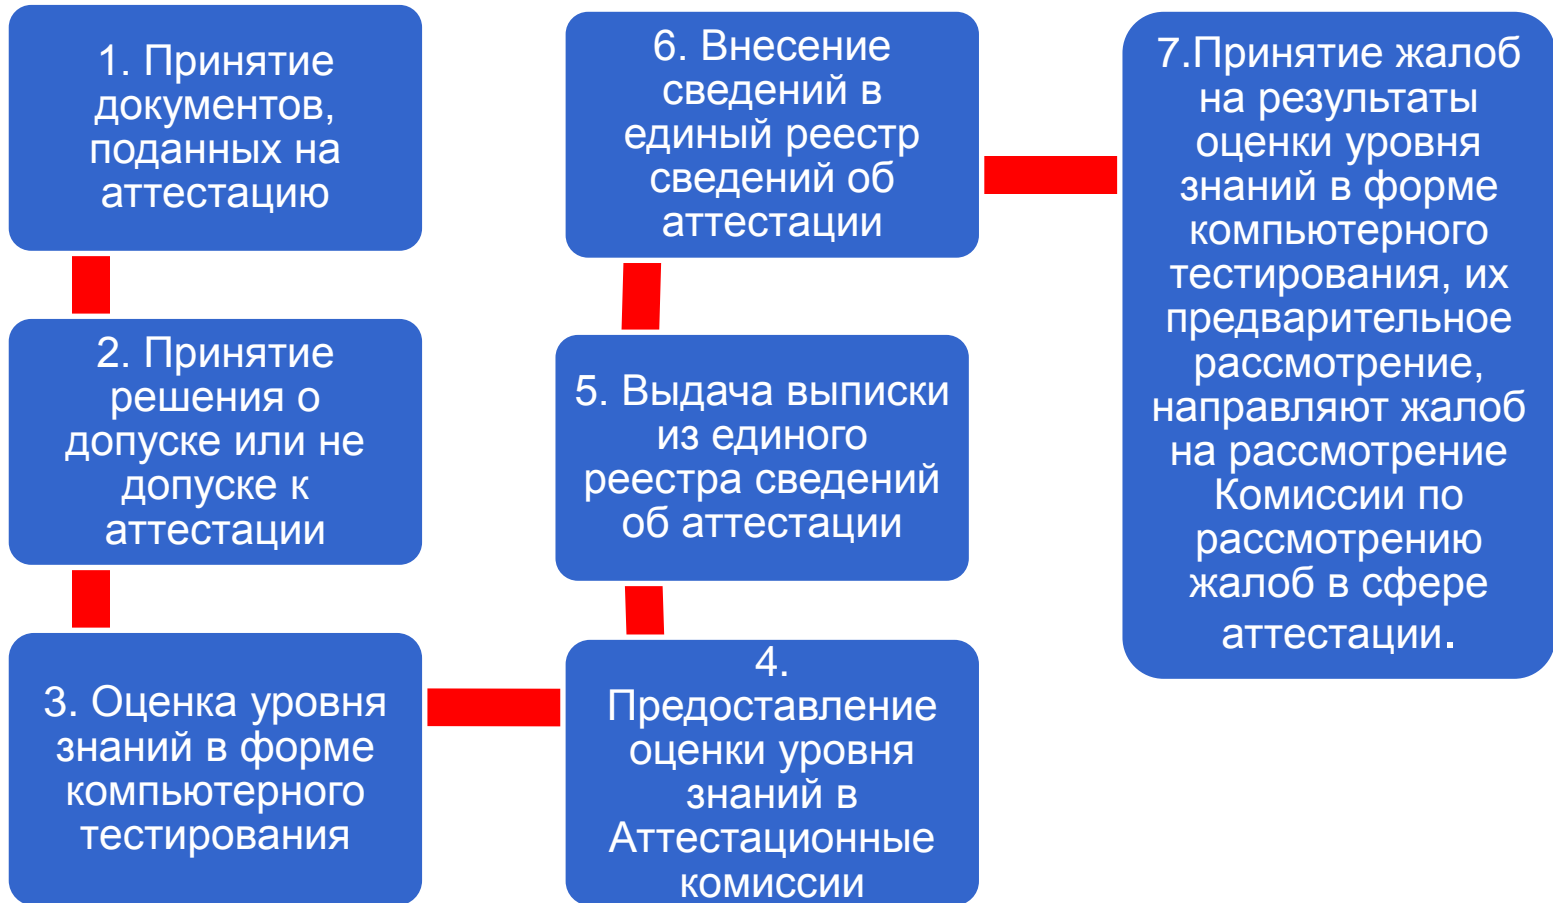 1. Принятие
документов,
поданных на
аттестацию
2. Принятие
решения о
допуске или не
допуске к
аттестации
3. Оценка уровня
знаний в форме
компьютерного
тестирования
4.
Предоставление
оценки уровня
знаний в
Аттестационные
комиссии
5. Выдача выписки
из единого
реестра сведений
об аттестации
6. Внесение
сведений в
единый реестр
сведений об
аттестации
7.Принятие жалоб
на результаты
оценки уровня
знаний в форме
компьютерного
тестирования, их
предварительное
рассмотрение,
направляют жалоб
на рассмотрение
Комиссии по
рассмотрению
жалоб в сфере
аттестации.